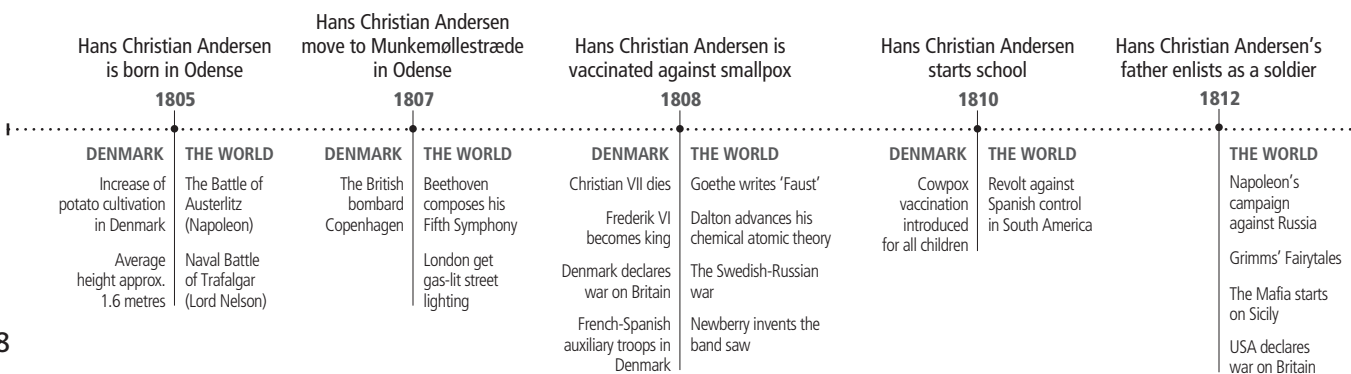 Hans Christian Andersen
is born in Odense
1805
DENMARK
Increase of
potato cultivation
in Denmark
Average
height approx.
1.6 metres
THE WORLD
The Battle of
Austerlitz
(Napoleon)
Naval Battle
of Trafalgar
(Lord Nelson)
Hans Christian Andersen
move to Munkemøllestræde
in Odense
1807
DENMARK
The British
bombard
Copenhagen
THE WORLD
Beethoven
composes his
Fifth Symphony
London get
gas-lit street
lighting
Hans Christian Andersen is
vaccinated against smallpox
1808
DENMARK
Christian VII dies
Frederik VI
becomes king
Denmark declares
war on Britain
French-Spanish
auxiliary troops in
Denmark
THE WORLD
Goethe writes ‘Faust’
Dalton advances his
chemical atomic theory
The Swedish-Russian
war
Newberry invents the
band saw
Hans Christian Andersen
starts school
1810
DENMARK
Cowpox
vaccination
introduced
for all children
THE WORLD
Revolt against
Spanish control
in South America
Hans Christian Andersen’s
father enlists as a soldier
1812
THE WORLD
Napoleon’s
campaign
against Russia
Grimms’ Fairytales
The Mafia starts
on Sicily
USA declares
war on Britain
8